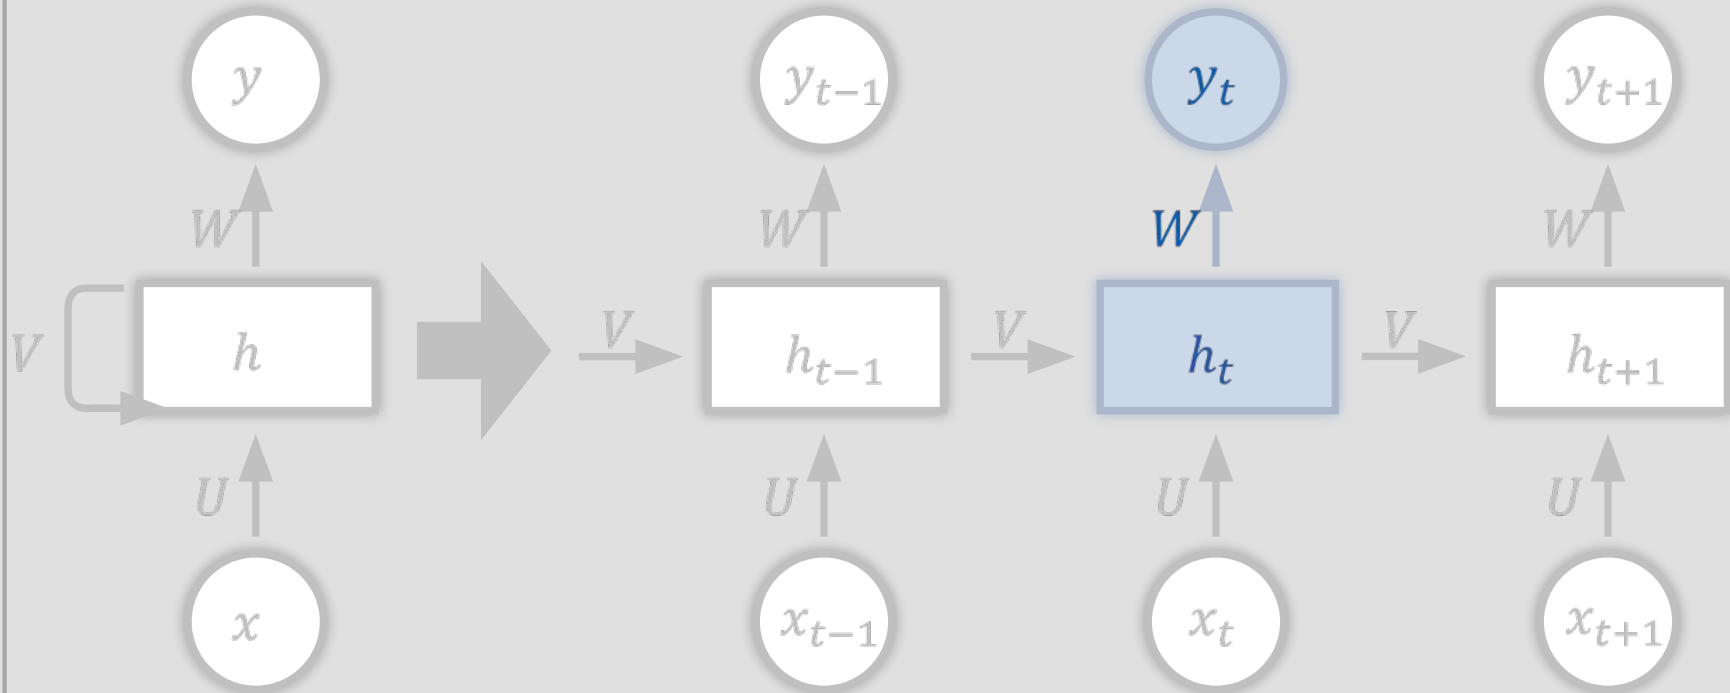 y y_{t-1} y_t y_{t+1}
W W W W
V h V h_{t-1} V h_t V h_{t+1}
U U U U
x x_{t-1} x_t x_{t+1}